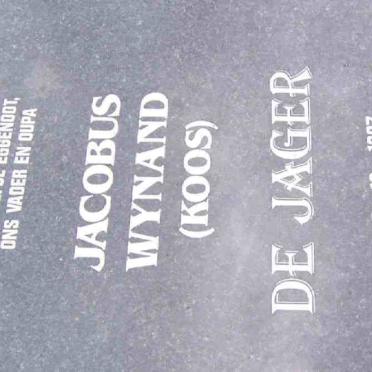 EGGENOOT,
ONS VADER EN OUPA
JACOBUS
WYNAND
(KOOS)
DE JAGER